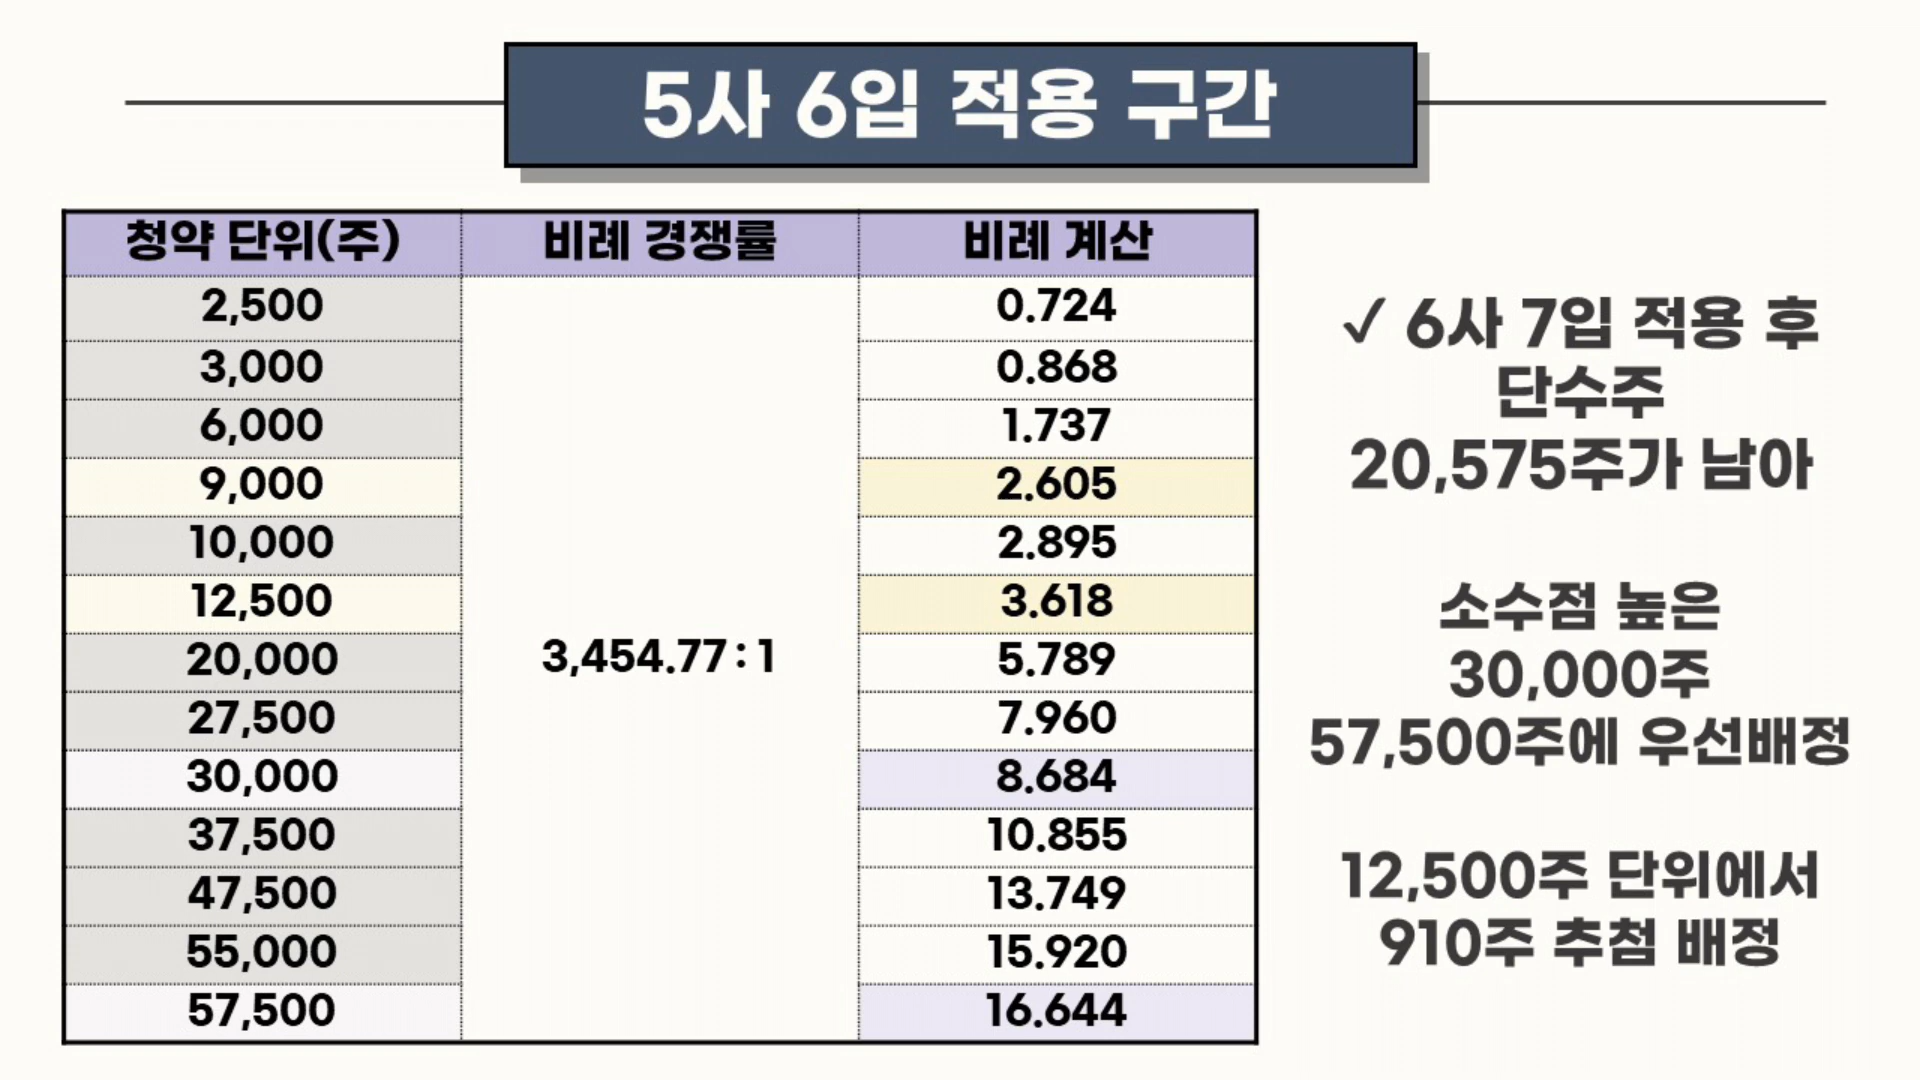 5사 6입 적용 구간
청약 단위(주) 비례 경쟁률 비례 계산
2,500 0.724
3,000 0.868
6,000 1.737
9,000 2.605
10,000 2.895
12,500 3.618
20,000 3,454.77:1 5.789
27,500 7.960
30,000 8.684
37,500 10.855
47,500 13.749
55,000 15.920
57,500 16.644
✓ 6사 7입 적용 후
단수주
20,575주가 남아
소수점 높은
30,000주
57,500주에 우선배정
12,500주 단위에서
910주 추첨 배정